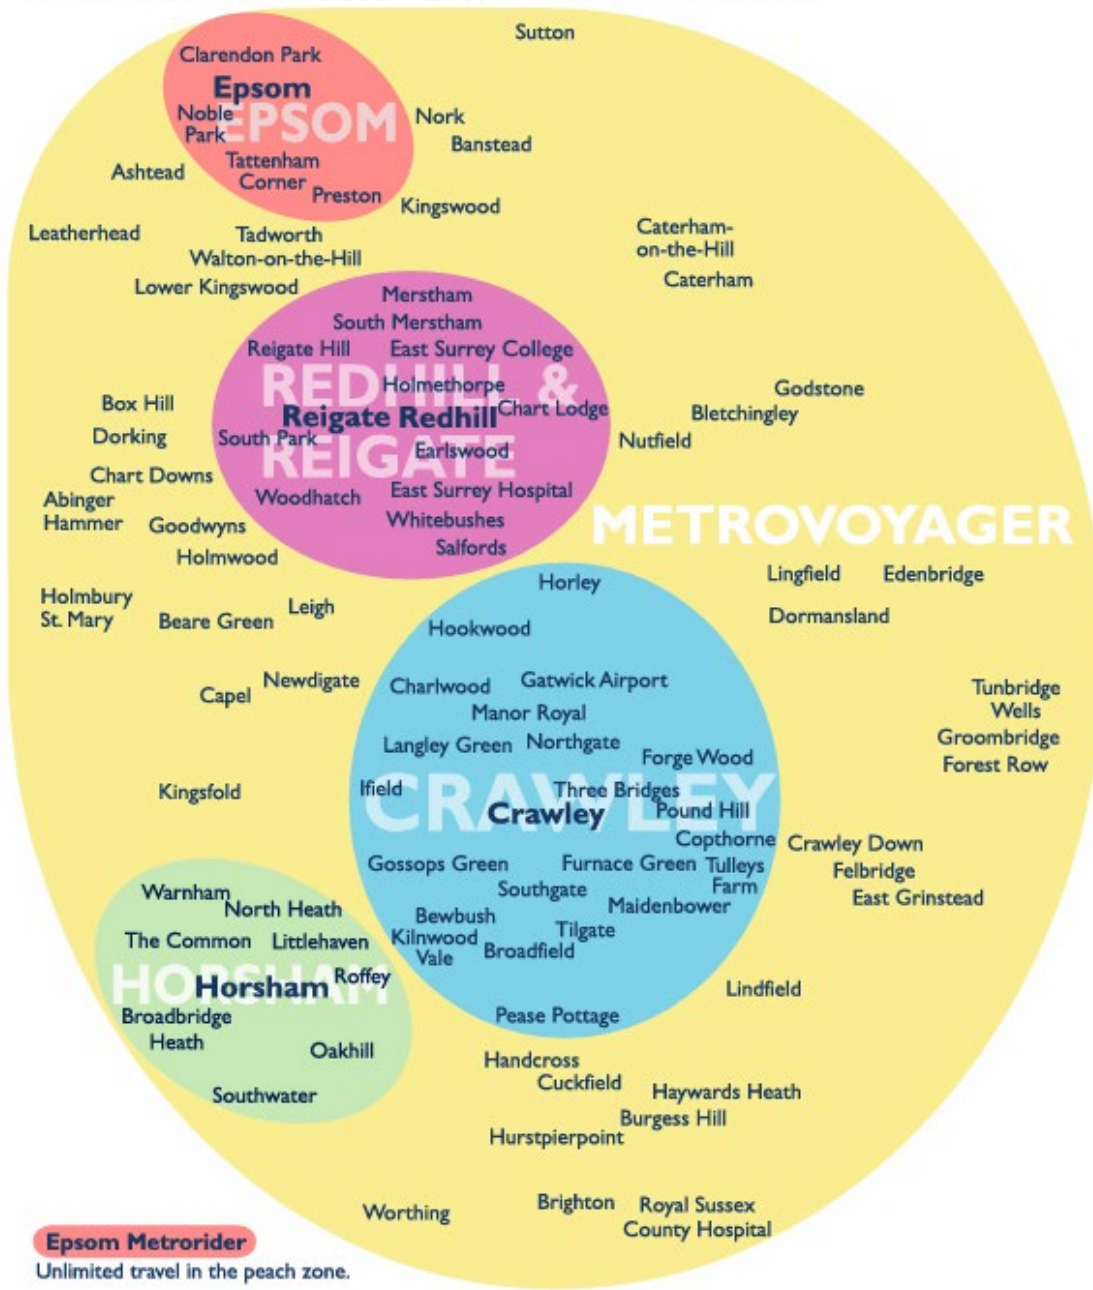 Sutton
Clarendon Park
Epsom
EPSOM
Noble
Park
Nork
Banstead
Tattenham
Corner
Preston
Ashtead
Kingswood
Leatherhead
Tadworth
Walton-on-the-Hill
Lower Kingswood
Caterham-
on-the-Hill
Caterham
Merstham
South Merstham
Reigate Hill
East Surrey College
REDHILL &
REIGATE
Holmethorpe
Chart Lodge
Reigate Redhill
South Park
Earlswood
Woodhatch
East Surrey Hospital
Whitebushes
Salfords
Box Hill
Dorking
Chart Downs
Abinger
Hammer
Goodwyns
Holmwood
Godstone
Bletchingley
Nutfield
METROVOYAGER
Lingfield
Edenbridge
Dormansland
Holmbury
St. Mary
Beare Green
Leigh
Newdigate
Capel
Kingsfold
Horley
Hookwood
Charlwood
Gatwick Airport
Manor Royal
Langley Green
Northgate
Forge Wood
Ifield
Three Bridges
CRAWLEY
Crawley
Pound Hill
Copthorne
Gossops Green
Furnace Green
Tulleys
Farm
Southgate
Maidenbower
Bewbush
Tilgate
Kilnwood
Vale
Broadfield
Pease Pottage
Tunbridge
Wells
Groombridge
Forest Row
Crawley Down
Felbridge
East Grinstead
Warnham
North Heath
The Common
Littlehaven
Roffey
HORSHAM
Horsham
Broadbridge
Heath
Oakhill
Southwater
Lindfield
Handcross
Cuckfield
Haywards Heath
Burgess Hill
Hurstpierpoint
Worthing
Brighton
Royal Sussex
County Hospital
Epsom Metrorider
Unlimited travel in the peach zone.